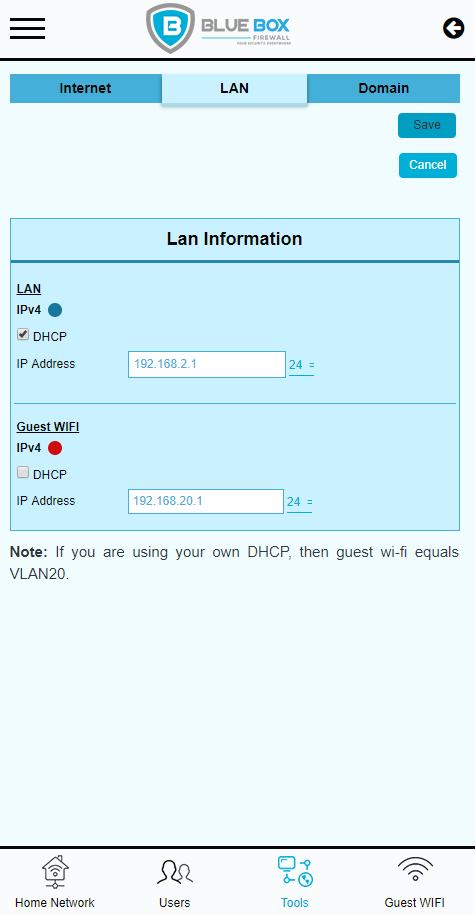 BLUE BOX
FIREWALL
YOUR SECURITY. EVERYWHERE
Internet LAN Domain
Save
Cancel
Lan Information
LAN
IPv4
DHCP
IP Address 192.168.2.1 24 =
Guest WIFI
IPv4
DHCP
IP Address 192.168.20.1 24 =
Note: If you are using your own DHCP, then guest wi-fi equals
VLAN20.
Home Network Users Tools Guest WIFI